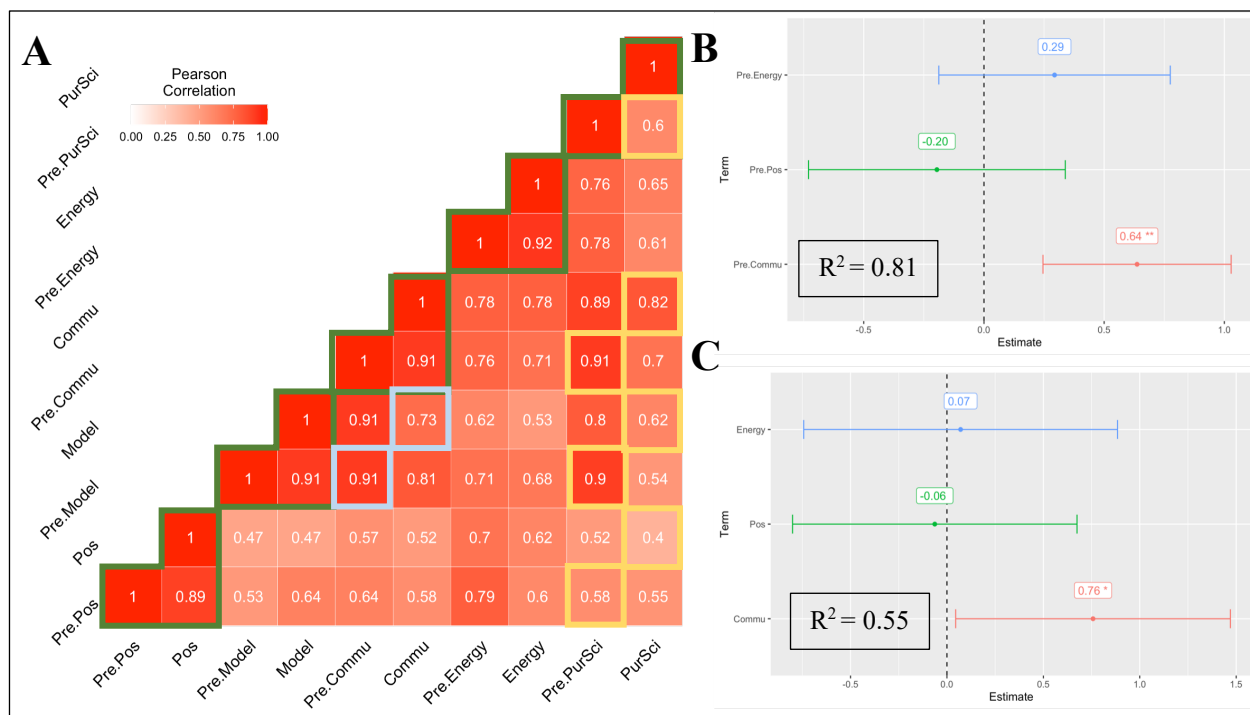 A
Pearson
Correlation
0.00 0.25 0.50 0.75 1.00
PurSci 1
Pre.PurSci 1 0.6
Energy 1 0.76 0.65
Pre.Energy 1 0.92 0.78 0.61
Commu 1 0.78 0.78 0.89 0.82
Pre.Commu 1 0.91 0.76 0.71 0.91 0.7
Model 1 0.91 0.73 0.62 0.53 0.8 0.62
Pre.Model 1 0.91 0.91 0.81 0.71 0.68 0.9 0.54
Pos 1 0.47 0.47 0.57 0.52 0.7 0.62 0.52 0.4
Pre.Pos 1 0.89 0.53 0.64 0.64 0.58 0.79 0.6 0.58 0.55
Pre.Pos Pos Pre.Model Model Pre.Commu Commu Pre.Energy Energy Pre.PurSci PurSci
B
Term
0.29
Pre.Energy
-0.20
Pre.Pos
0.64 **
Pre.Commu
R² = 0.81
-0.5 0.0 0.5 1.0
Estimate
C
Term
0.07
Energy
-0.06
Pos
0.76 *
Commu
R² = 0.55
-0.5 0.0 0.5 1.0 1.5
Estimate